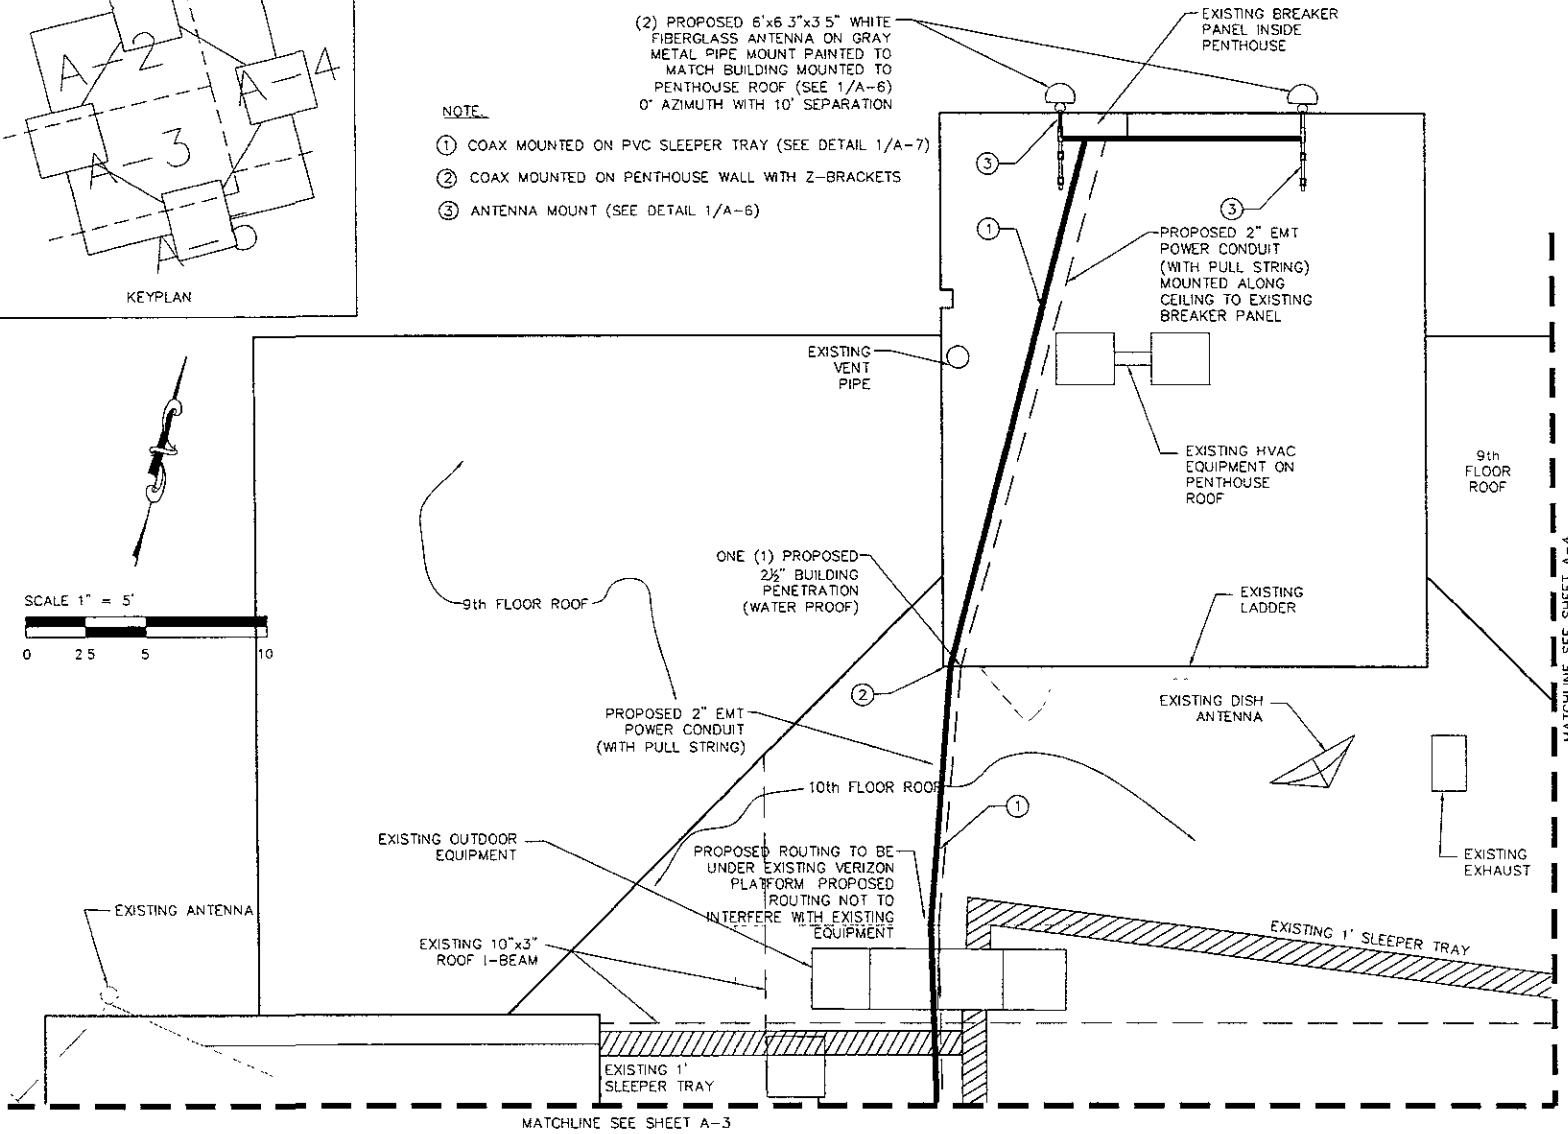 A-2
A-4
A-3
A
KEYPLAN
(2) PROPOSED 6'x6 3"x3 5" WHITE
FIBERGLASS ANTENNA ON GRAY
METAL PIPE MOUNT PAINTED TO
MATCH BUILDING MOUNTED TO
PENTHOUSE ROOF (SEE 1/A-6)
0° AZIMUTH WITH 10' SEPARATION
EXISTING BREAKER
PANEL INSIDE
PENTHOUSE
NOTE.
1 COAX MOUNTED ON PVC SLEEPER TRAY (SEE DETAIL 1/A-7)
2 COAX MOUNTED ON PENTHOUSE WALL WITH Z-BRACKETS
3 ANTENNA MOUNT (SEE DETAIL 1/A-6)
3
3
1
PROPOSED 2" EMT
POWER CONDUIT
(WITH PULL STRING)
MOUNTED ALONG
CEILING TO EXISTING
BREAKER PANEL
EXISTING
VENT
PIPE
EXISTING HVAC
EQUIPMENT ON
PENTHOUSE
ROOF
9th
FLOOR
ROOF
SCALE 1" = 5'
0 2 5 5 10
9th FLOOR ROOF
ONE (1) PROPOSED
2½" BUILDING
PENETRATION
(WATER PROOF)
EXISTING
LADDER
MATCHLINE SEE SHEET A-4
2
PROPOSED 2" EMT
POWER CONDUIT
(WITH PULL STRING)
EXISTING DISH
ANTENNA
10th FLOOR ROOF
1
EXISTING OUTDOOR
EQUIPMENT
PROPOSED ROUTING TO BE
UNDER EXISTING VERIZON
PLATFORM PROPOSED
ROUTING NOT TO
INTERFERE WITH EXISTING
EQUIPMENT
EXISTING
EXHAUST
EXISTING ANTENNA
EXISTING 10"x3"
ROOF I-BEAM
EXISTING 1' SLEEPER TRAY
EXISTING 1'
SLEEPER TRAY
MATCHLINE SEE SHEET A-3